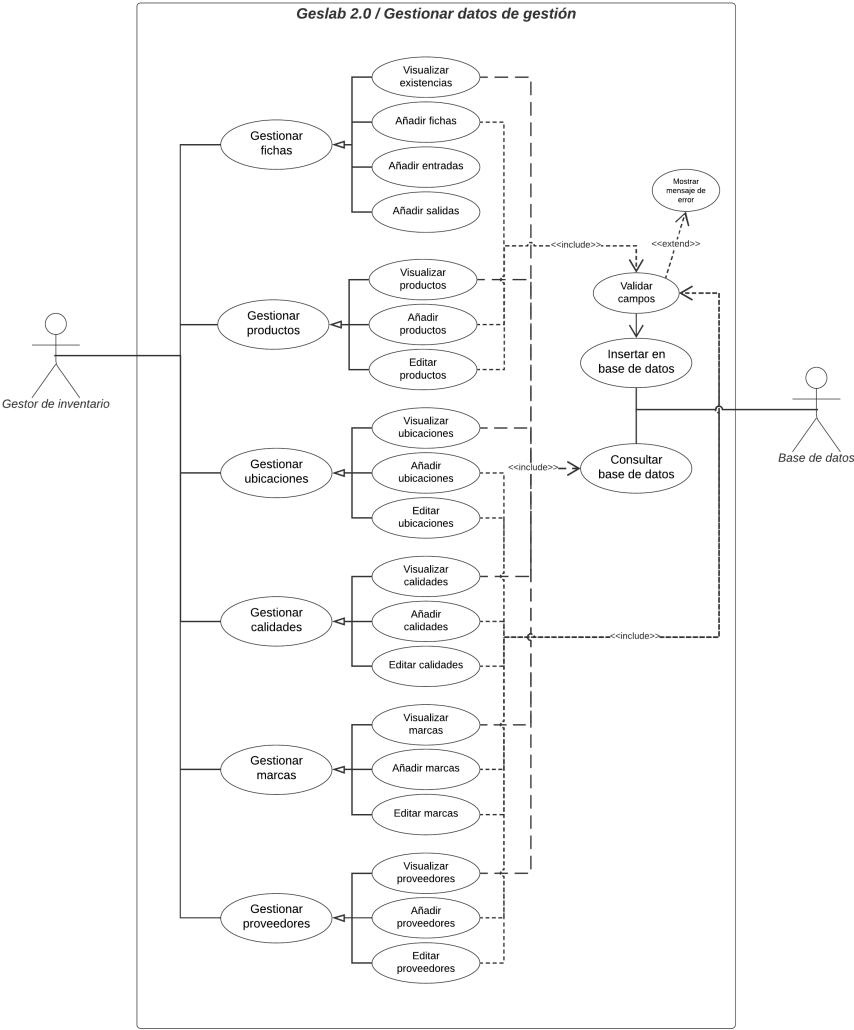 Geslab 2.0 / Gestionar datos de gestión
Visualizar
existencias
Añadir fichas
Gestionar
fichas
Añadir entradas
Añadir salidas
Mostrar
mensaje de
error
<<include>>
<<extend>>
Visualizar
productos
Validar
campos
Gestionar
productos
Añadir
productos
Editar
productos
Insertar en
base de datos
Gestor de inventario
Visualizar
ubicaciones
Base de datos
Gestionar
ubicaciones
Añadir
ubicaciones
<<include>>
Consultar
base de datos
Editar
ubicaciones
Visualizar
calidades
Gestionar
calidades
Añadir
calidades
<<include>>
Editar calidades
Visualizar
marcas
Gestionar
marcas
Añadir marcas
Editar marcas
Visualizar
proveedores
Gestionar
proveedores
Añadir
proveedores
Editar
proveedores